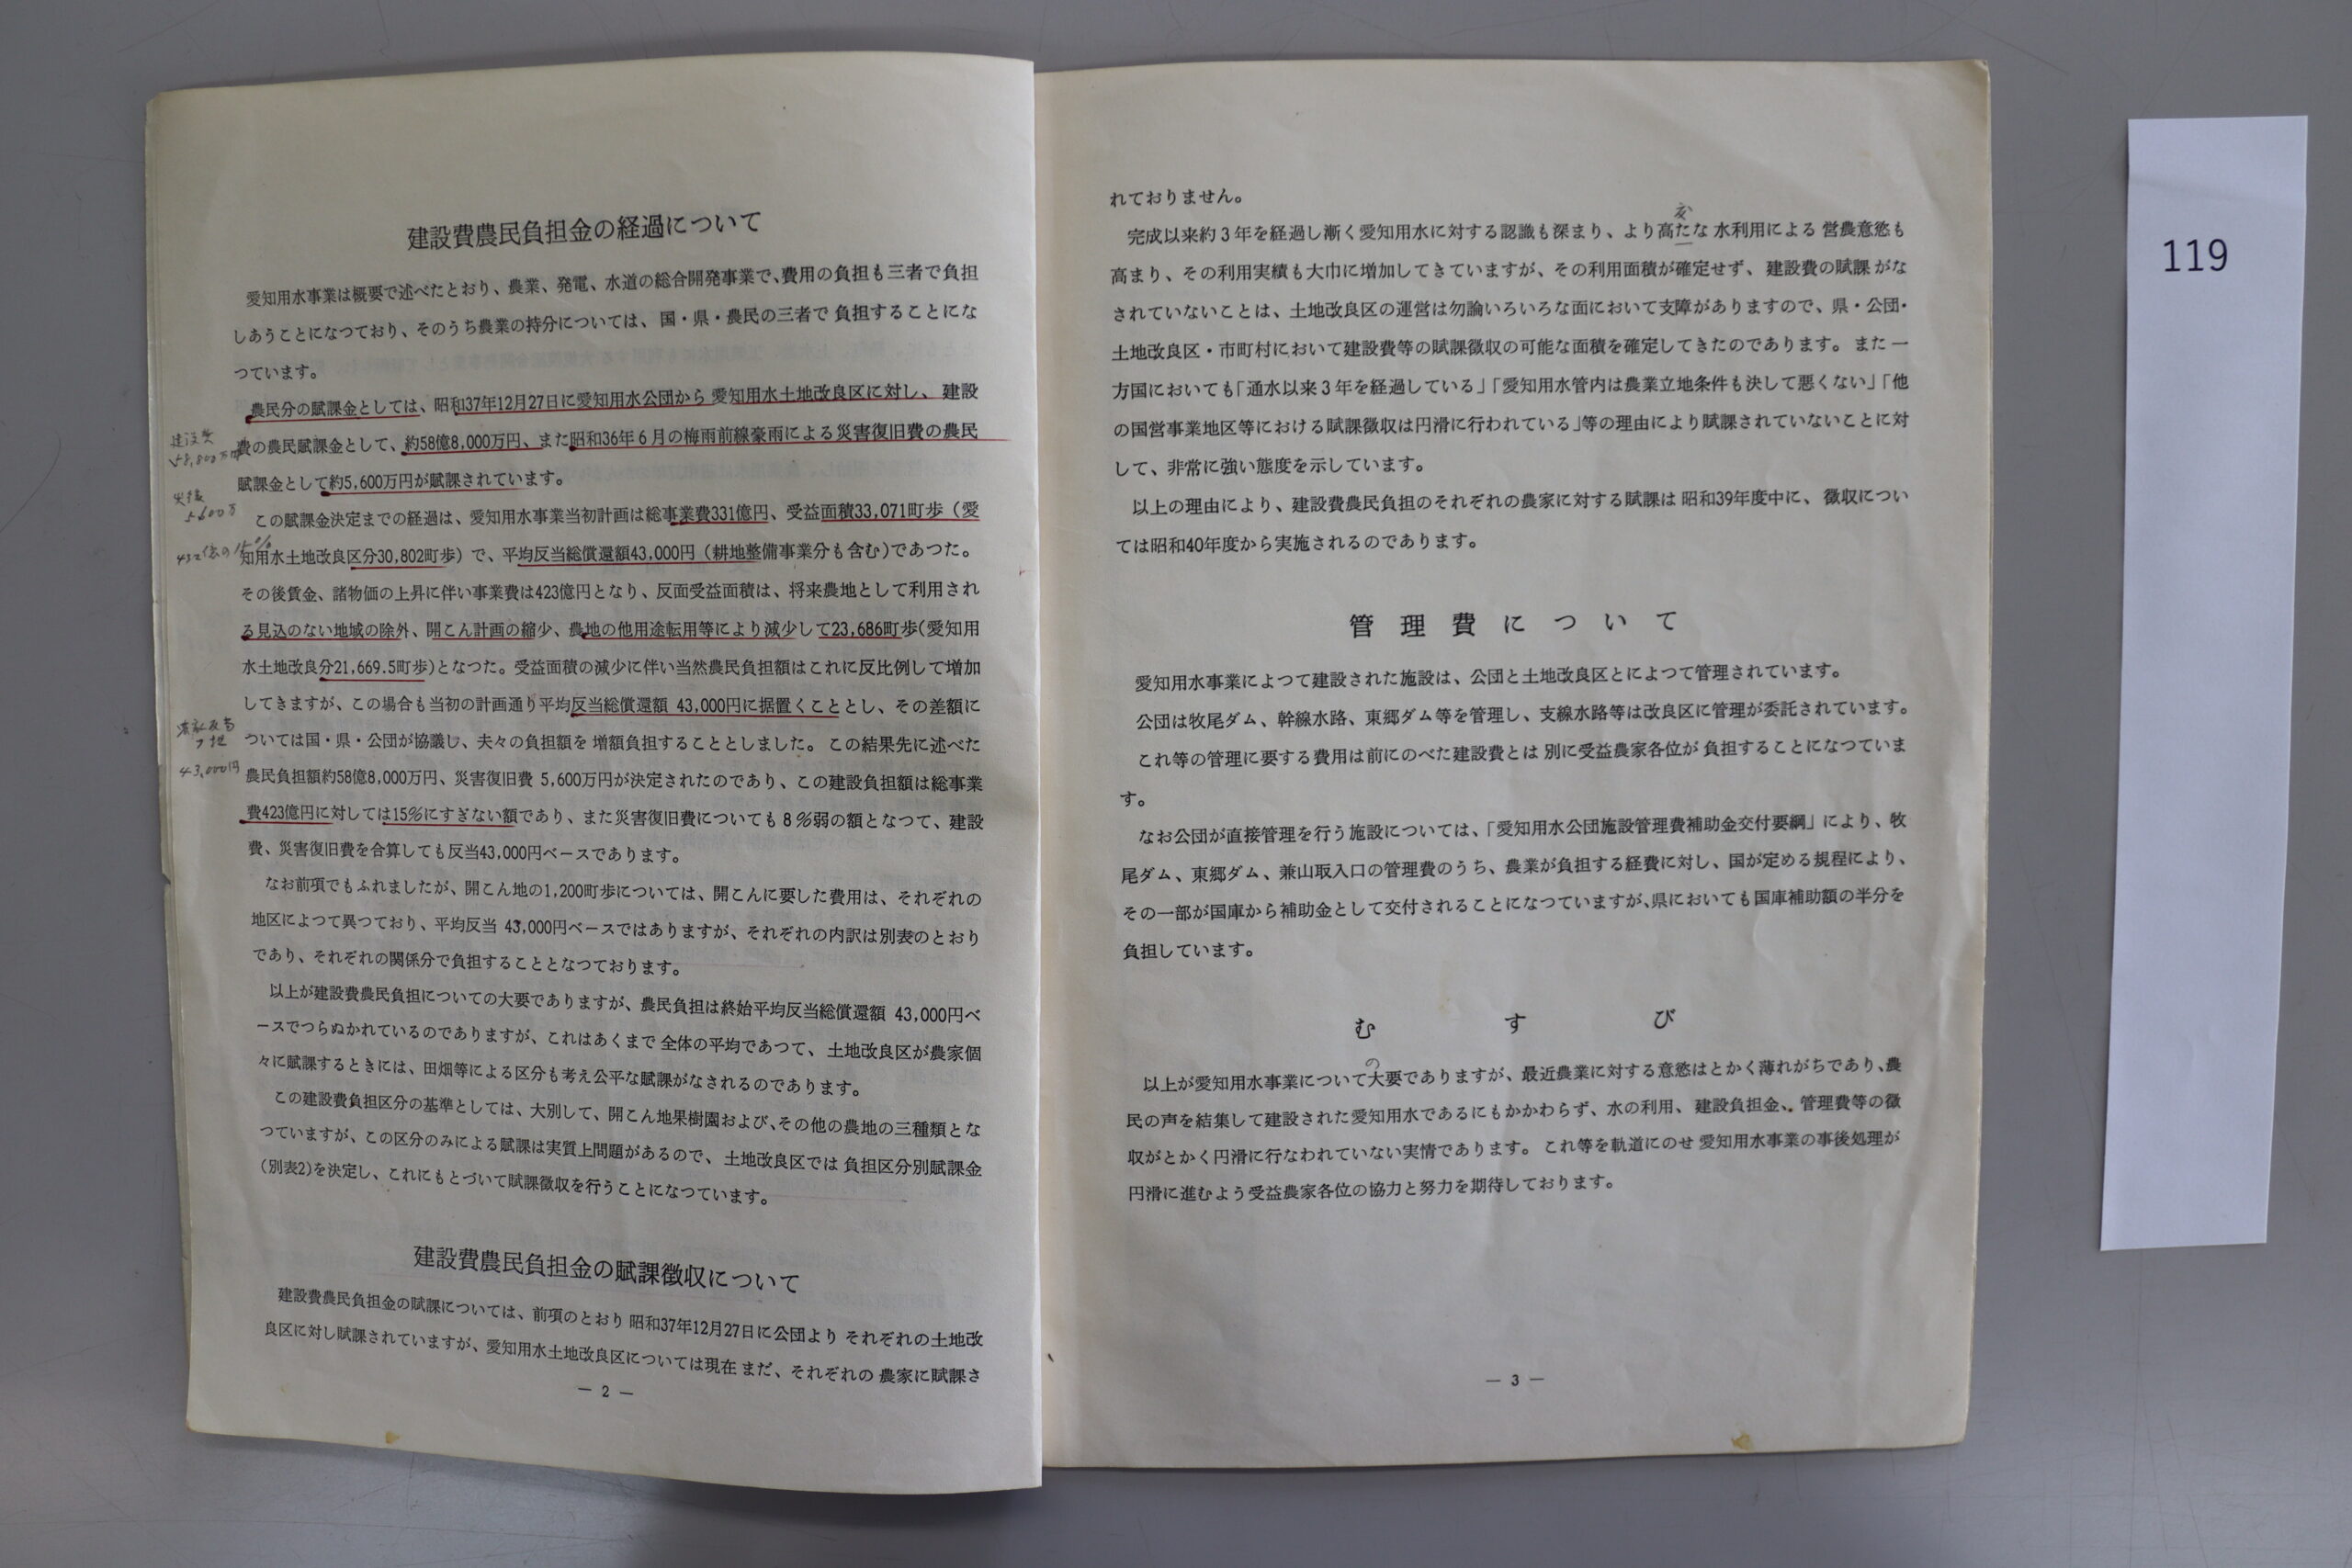 建設費農民負担金の経過について
愛知用水事業は概要で述べたとおり、農業、発電、水道の総合開発事業で、費用の負担も三者で負担
しあうことになつており、そのうち農業の持分については、国・県・農民の三者で負担することにな
つています。
農民分の賦課金としては、昭和37年12月27日に愛知用水公団から愛知用水土地改良区に対し、建設
費の農民賦課金として、約58億8,000万円、また昭和36年6月の梅雨前線豪雨による災害復旧費の農民
賦課金として約5,600万円が賦課されています。
この賦課金決定までの経過は、愛知用水事業当初計画は総事業費331億円、受益面積33,071町歩（愛
知用水土地改良区分30,802町歩）で、平均反当総償還額43,000円（耕地整備事業分も含む）であつた。
その後賃金、諸物価の上昇に伴い事業費は423億円となり、反面受益面積は、将来農地として利用され
る見込のない地域の除外、開こん計画の縮少、農地の他用途転用等により減少して23,686町歩（愛知用
水土地改良分21,669.5町歩）となつた。受益面積の減少に伴い当然農民負担額はこれに反比例して増加
してきますが、この場合も当初の計画通り平均反当総償還額 43,000円に据置くこととし、その差額に
ついては国・県・公団が協議し、夫々の負担額を増額負担することとしました。この結果先に述べた
農民負担額約58億8,000万円、災害復旧費 5,600万円が決定されたのであり、この建設負担額は総事業
費423億円に対しては15％にすぎない額であり、また災害復旧費についても8％弱の額となつて、建設
費、災害復旧費を合算しても反当43,000円ベースであります。
なお前項でもふれましたが、開こん地の1,200町歩については、開こんに要した費用は、それぞれの
地区によつて異つており、平均反当 43,000円ベースではありますが、それぞれの内訳は別表のとおり
であり、それぞれの関係分で負担することとなつております。
以上が建設費農民負担についての大要でありますが、農民負担は終始平均反当総償還額 43,000円ベ
ースでつらぬかれているのでありますが、これはあくまで全体の平均であつて、土地改良区が農家個
々に賦課するときには、田畑等による区分も考え公平な賦課がなされるのであります。
この建設費負担区分の基準としては、大別して、開こん地果樹園および、その他の農地の三種類とな
つていますが、この区分のみによる賦課は実質上問題があるので、土地改良区では負担区分別賦課金
（別表2）を決定し、これにもとづいて賦課徴収を行うことになつています。
建設費農民負担金の賦課徴収について
建設費農民負担金の賦課については、前項のとおり昭和37年12月27日に公団よりそれぞれの土地改
良区に対し賦課されていますが、愛知用水土地改良区については現在まだ、それぞれの農家に賦課さ
— 2 —
建設費
58,800万円
5600万
432億の15%
43,000円
れておりません。
完成以来約3年を経過し漸く愛知用水に対する認識も深まり、より高たな水利用による営農意慾も
高まり、その利用実績も大巾に増加してきていますが、その利用面積が確定せず、建設費の賦課がな
されていないことは、土地改良区の運営は勿論いろいろな面において支障がありますので、県・公団・
土地改良区・市町村において建設費等の賦課徴収の可能な面積を確定してきたのであります。また一
方国においても「通水以来3年を経過している」「愛知用水管内は農業立地条件も決して悪くない」「他
の国営事業地区等における賦課徴収は円滑に行われている」等の理由により賦課されていないことに対
して、非常に強い態度を示しています。
以上の理由により、建設費農民負担のそれぞれの農家に対する賦課は昭和39年度中に、徴収につい
ては昭和40年度から実施されるのであります。
管理費について
愛知用水事業によつて建設された施設は、公団と土地改良区とによつて管理されています。
公団は牧尾ダム、幹線水路、東郷ダム等を管理し、支線水路等は改良区に管理が委託されています。
これ等の管理に要する費用は前にのべた建設費とは別に受益農家各位が負担することになつていま
す。
なお公団が直接管理を行う施設については、「愛知用水公団施設管理費補助金交付要綱」により、牧
尾ダム、東郷ダム、兼山取入口の管理費のうち、農業が負担する経費に対し、国が定める規程により、
その一部が国庫から補助金として交付されることになつていますが、県においても国庫補助額の半分を
負担しています。
むすび
の
以上が愛知用水事業について大要でありますが、最近農業に対する意慾はとかく薄れがちであり、農
民の声を結集して建設された愛知用水であるにもかかわらず、水の利用、建設負担金、管理費等の徴
収がとかく円滑に行なわれていない実情であります。これ等を軌道にのせ愛知用水事業の事後処理が
円滑に進むよう受益農家各位の協力と努力を期待しております。
— 3 —
119